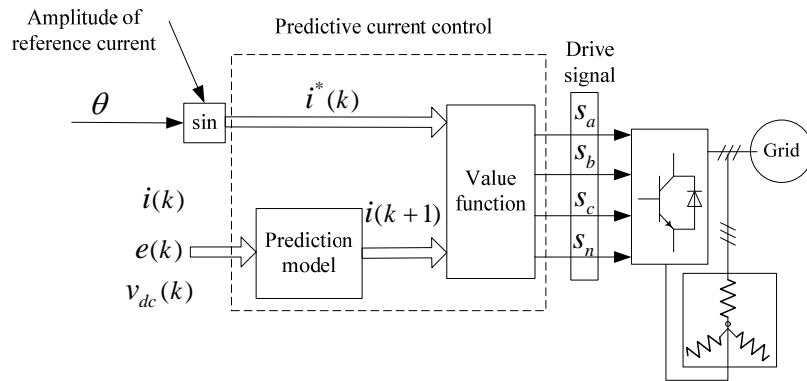 Amplitude of
reference current
Predictive current control
Drive
signal
θ
sin
i*(k)
s_a
s_b
s_c
s_n
Value
function
Grid
i(k)
e(k)
v_dc(k)
Prediction
model
i(k+1)